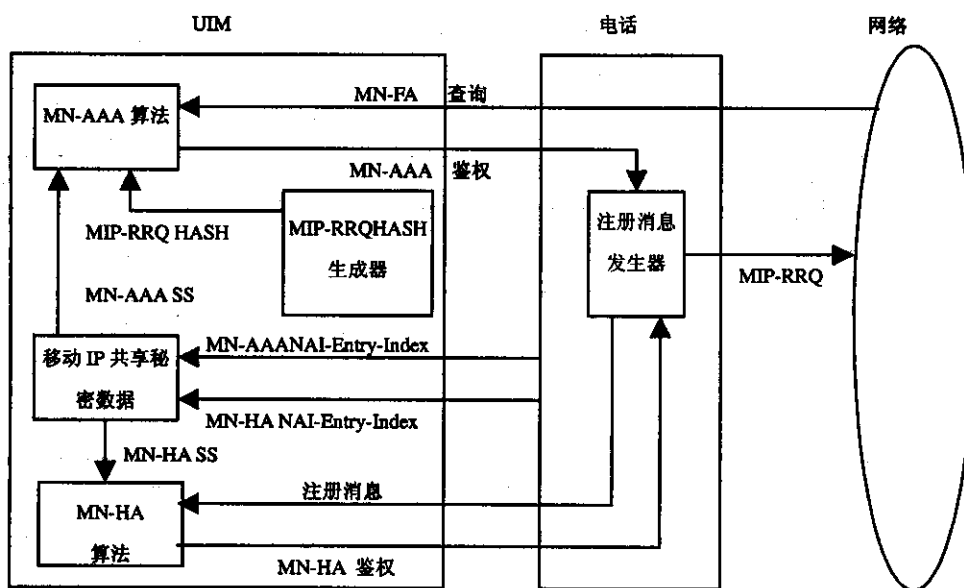 UIM
电话
网络
MN-AAA 算法
MN-FA 查询
MN-AAA 鉴权
MIP-RRQ HASH
MIP-RRQHASH
生成器
注册消息
发生器
MIP-RRQ
MN-AAA SS
移动 IP 共享秘
密数据
MN-AAANAI-Entry-Index
MN-HA NAI-Entry-Index
MN-HA SS
MN-HA
算法
注册消息
MN-HA 鉴权